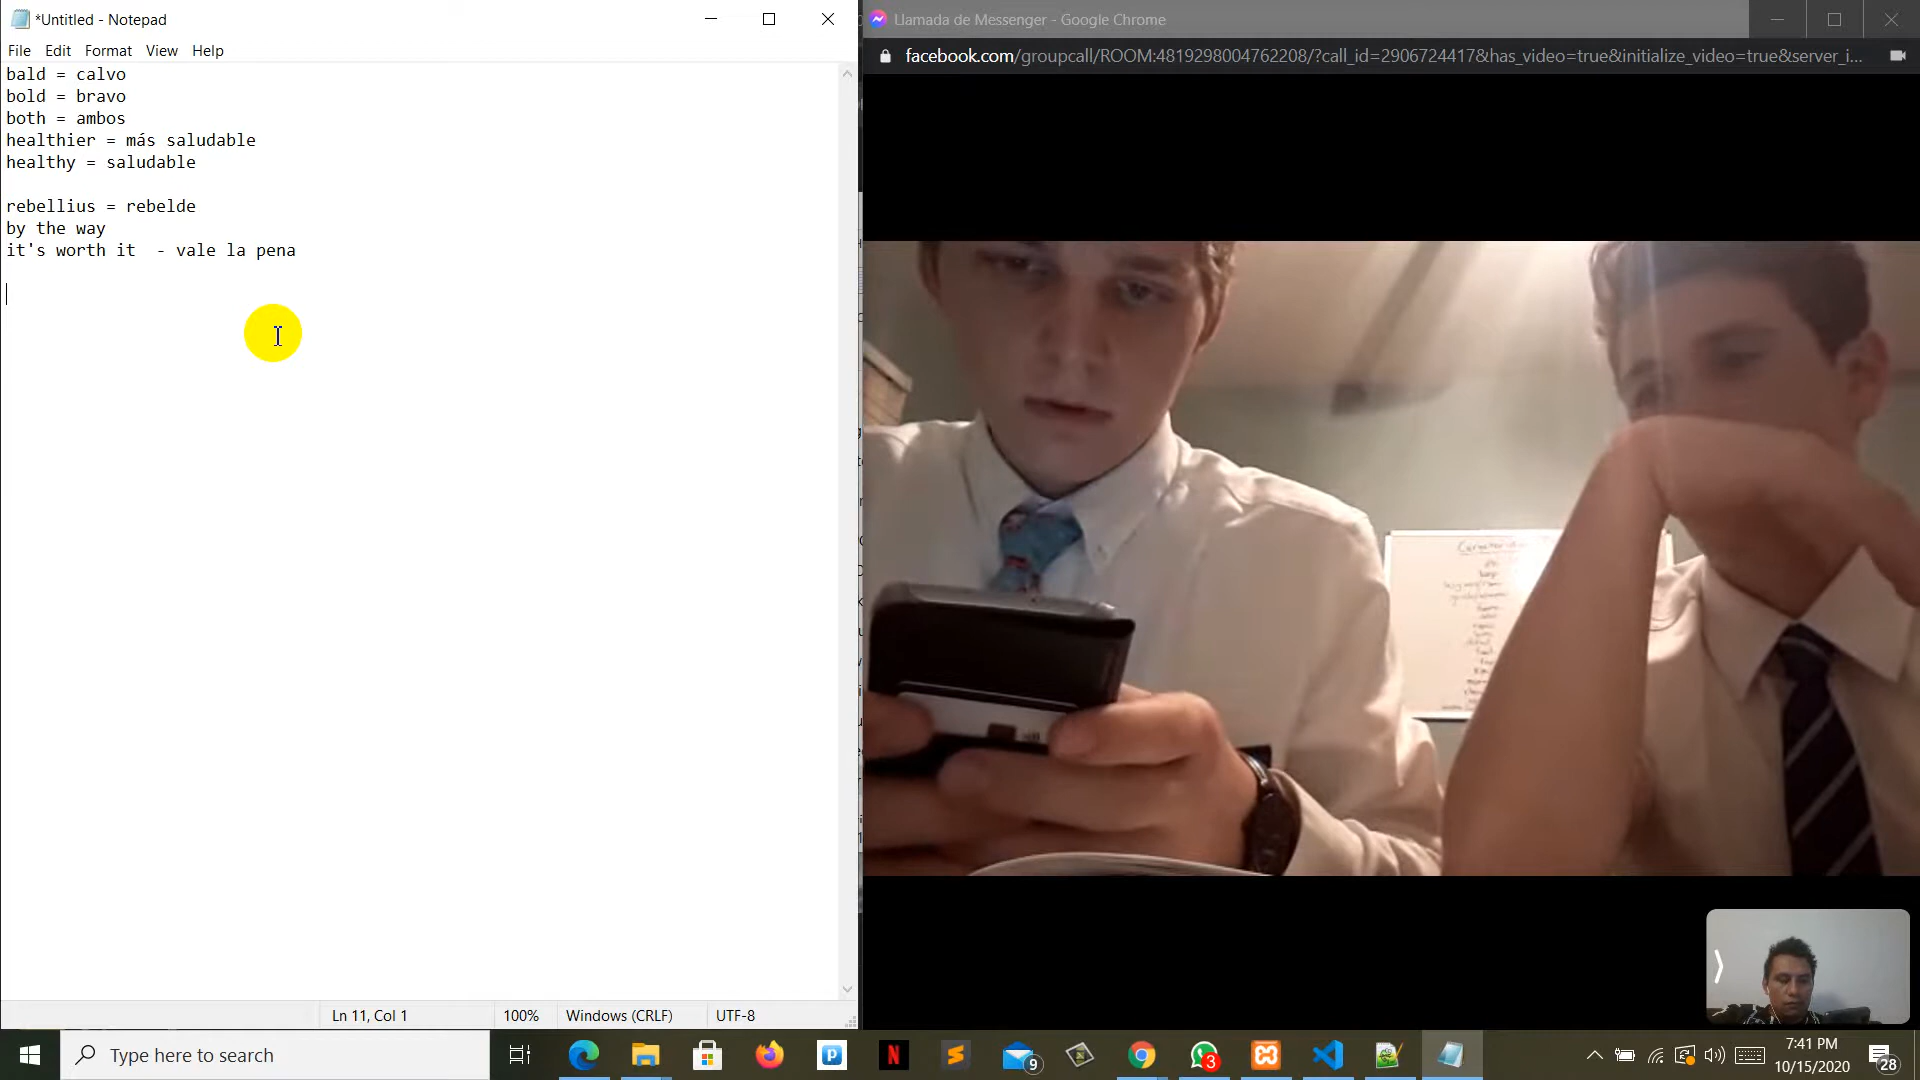 *Untitled - Notepad
File Edit Format View Help
bald = calvo
bold = bravo
both = ambos
healthier = más saludable
healthy = saludable
rebellius = rebelde
by the way
it's worth it  - vale la pena
Ln 11, Col 1
100%
Windows (CRLF)
UTF-8
Llamada de Messenger - Google Chrome
facebook.com/groupcall/ROOM:4819298004762208/?call_id=2906724417&has_video=true&initialize_video=true&server_i...
Type here to search
9
3
7:41 PM
10/15/2020
28